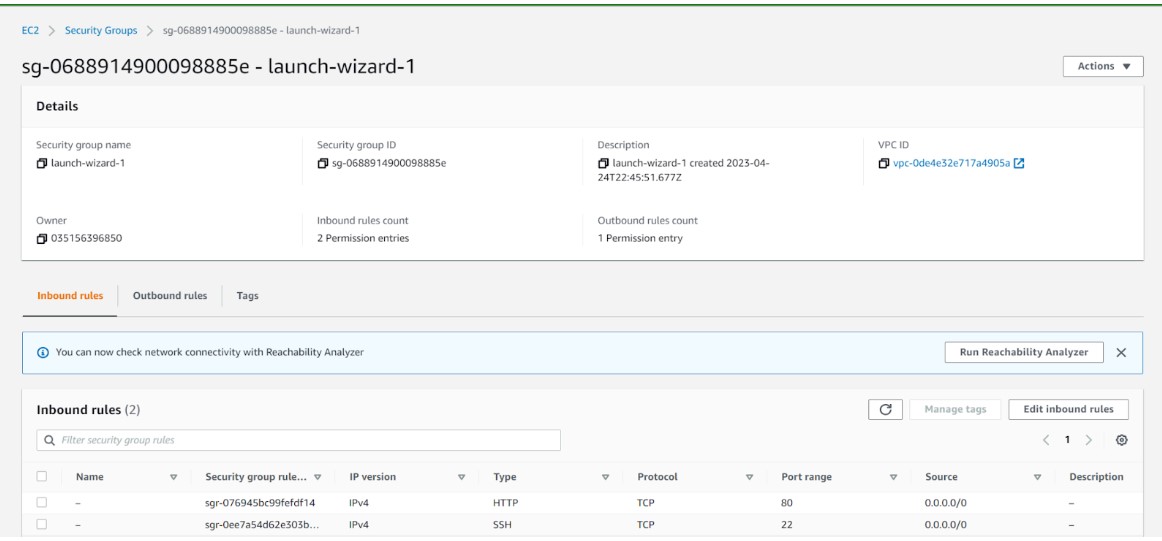 EC2 > Security Groups > sg-0688914900098885e - launch-wizard-1
sg-0688914900098885e - launch-wizard-1
Actions
Details
Security group name
launch-wizard-1
Security group ID
sg-0688914900098885e
Description
launch-wizard-1 created 2023-04-
24T22:45:51.677Z
VPC ID
vpc-0de4e32e717a4905a
Owner
035156396850
Inbound rules count
2 Permission entries
Outbound rules count
1 Permission entry
Inbound rules Outbound rules Tags
You can now check network connectivity with Reachability Analyzer
Run Reachability Analyzer
Inbound rules (2)
Manage tags
Edit inbound rules
Filter security group rules
< 1 >
Name Security group rule... IP version Type Protocol Port range Source Description
– sgr-076945bc99fefdf14 IPv4 HTTP TCP 80 0.0.0.0/0 –
– sgr-0ee7a54d62e303b... IPv4 SSH TCP 22 0.0.0.0/0 –